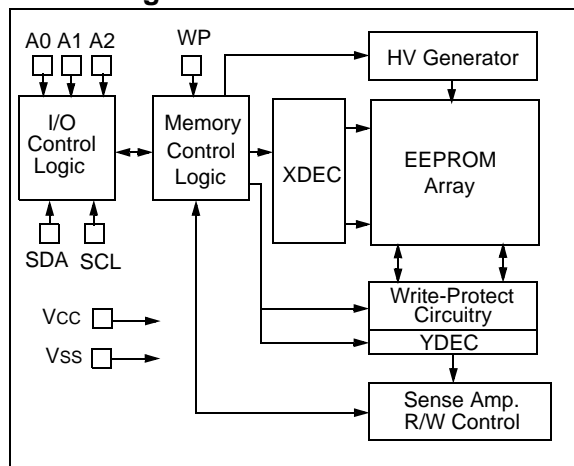 A0 A1 A2
WP
HV Generator
I/O
Control
Logic
Memory
Control
Logic
XDEC
EEPROM
Array
SDA
SCL
Write-Protect
Circuitry
YDEC
Vcc
Vss
Sense Amp.
R/W Control